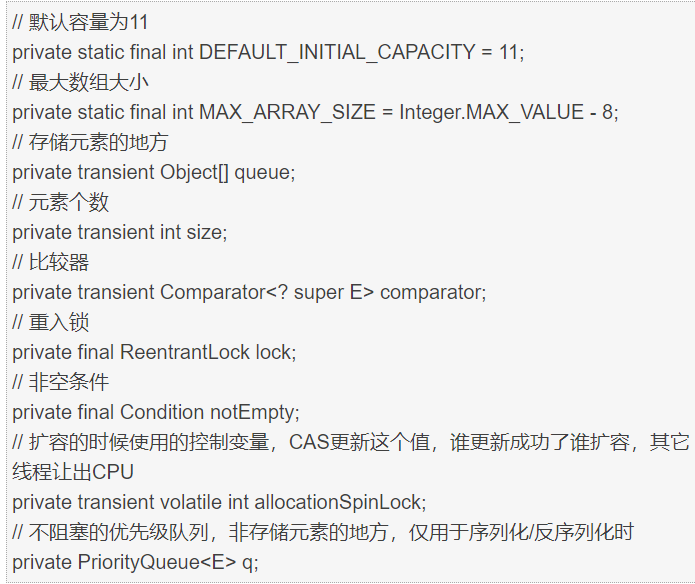 // 默认容量为11
private static final int DEFAULT_INITIAL_CAPACITY = 11;
// 最大数组大小
private static final int MAX_ARRAY_SIZE = Integer.MAX_VALUE - 8;
// 存储元素的地方
private transient Object[] queue;
// 元素个数
private transient int size;
// 比较器
private transient Comparator<? super E> comparator;
// 重入锁
private final ReentrantLock lock;
// 非空条件
private final Condition notEmpty;
// 扩容的时候使用的控制变量，CAS更新这个值，谁更新成功了谁扩容，其它
线程让出CPU
private transient volatile int allocationSpinLock;
// 不阻塞的优先级队列，非存储元素的地方，仅用于序列化/反序列化时
private PriorityQueue<E> q;